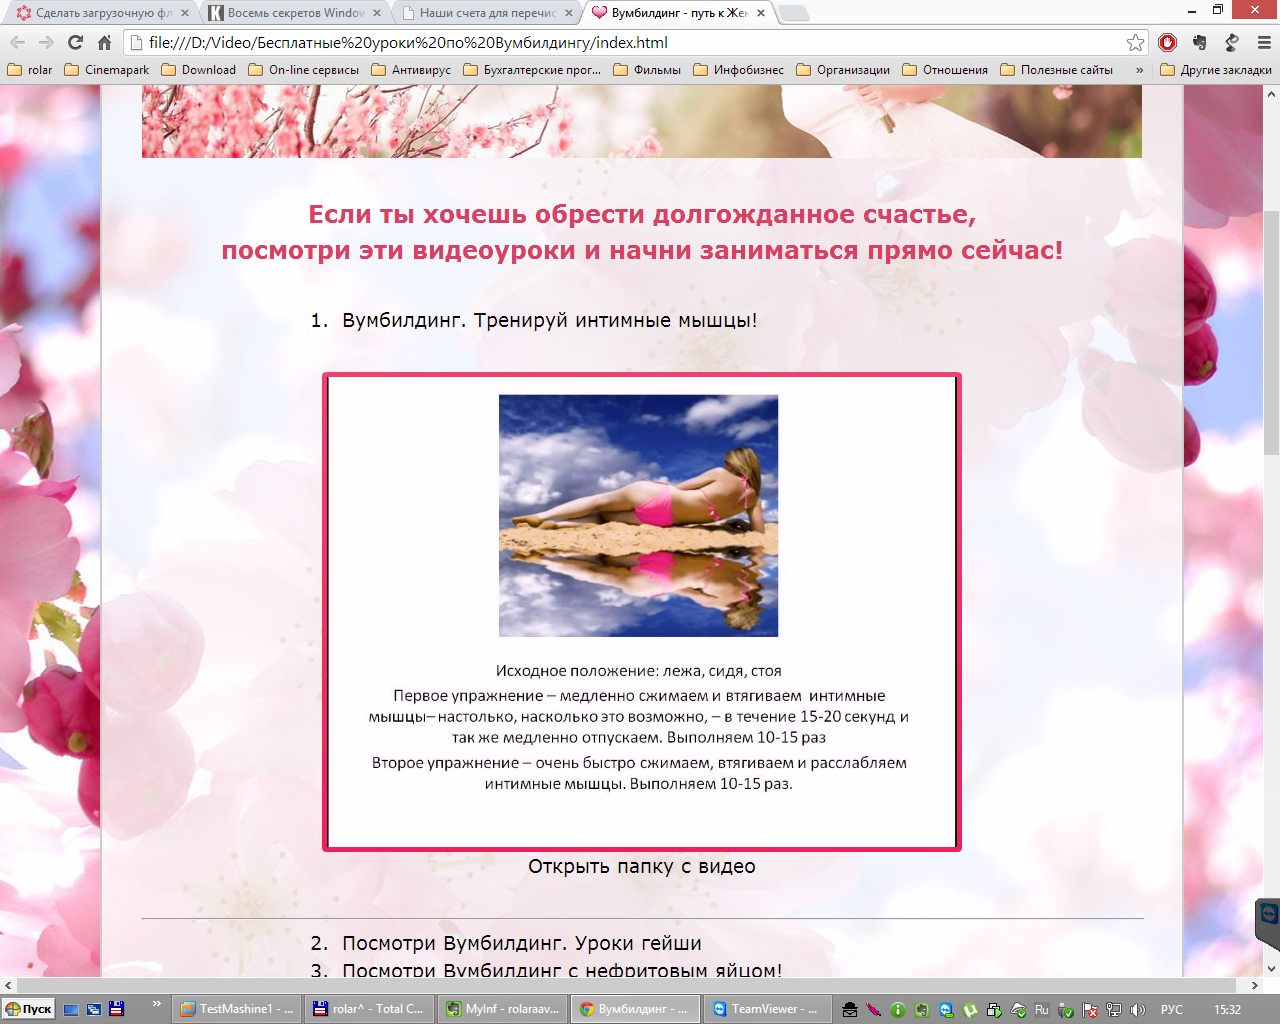 Сделать загрузочную фл
Восемь секретов Window
Наши счета для перечис
Вумбилдинг - путь к Жен
file:///D:/Video/Бесплатные%20уроки%20по%20Вумбилдингу/index.html
rolar Cinemapark Download On-line сервисы Антивирус Бухгалтерские прог... Фильмы Инфобизнес Организации Отношения Полезные сайты » Другие закладки
Если ты хочешь обрести долгожданное счастье,
посмотри эти видеоуроки и начни заниматься прямо сейчас!
1. Вумбилдинг. Тренируй интимные мышцы!
Исходное положение: лежа, сидя, стоя
Первое упражнение – медленно сжимаем и втягиваем интимные
мышцы– настолько, насколько это возможно, – в течение 15-20 секунд и
так же медленно отпускаем. Выполняем 10-15 раз
Второе упражнение – очень быстро сжимаем, втягиваем и расслабляем
интимные мышцы. Выполняем 10-15 раз.
Открыть папку с видео
2. Посмотри Вумбилдинг. Уроки гейши
3. Посмотри Вумбилдинг с нефритовым яйцом!
Пуск » TestMashine1 - ... rolar^ - Total C... MyInf - rolaraav... Вумбилдинг - ... TeamViewer - ... Ru РУС 15:32